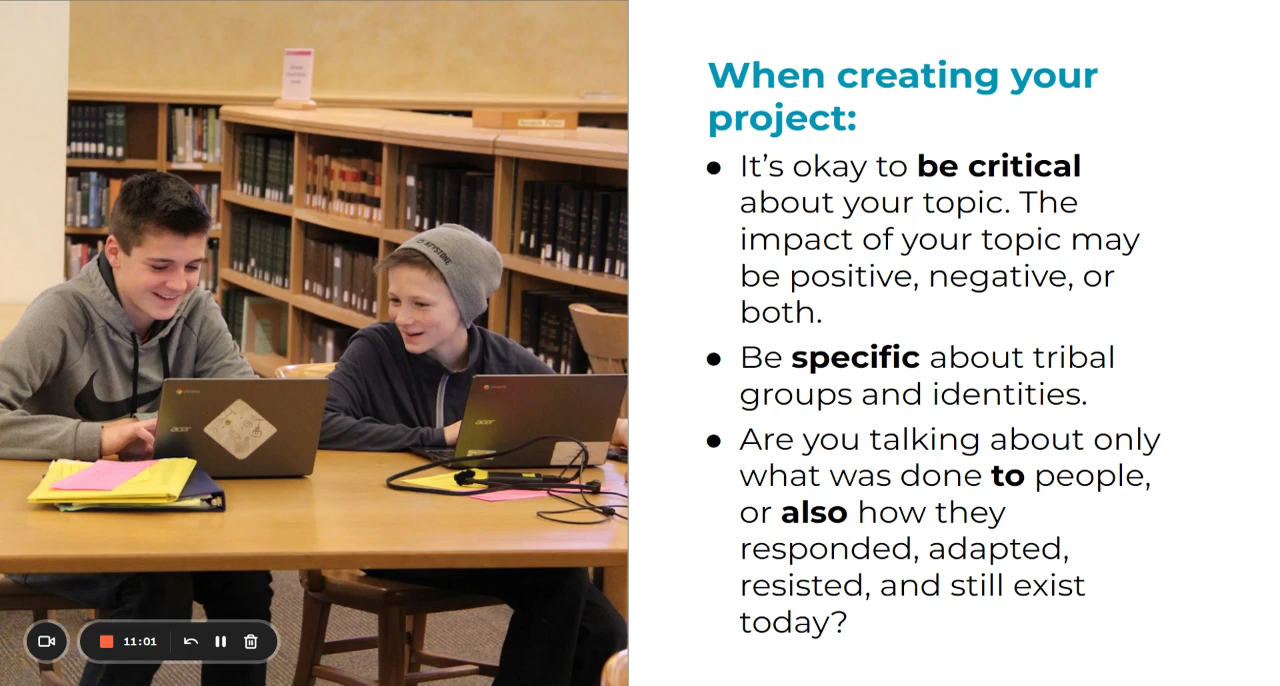 When creating your
project:
● It’s okay to be critical
about your topic. The
impact of your topic may
be positive, negative, or
both.
● Be specific about tribal
groups and identities.
● Are you talking about only
what was done to people,
or also how they
responded, adapted,
resisted, and still exist
today?
KEYSTONE
acer
acer
11:01